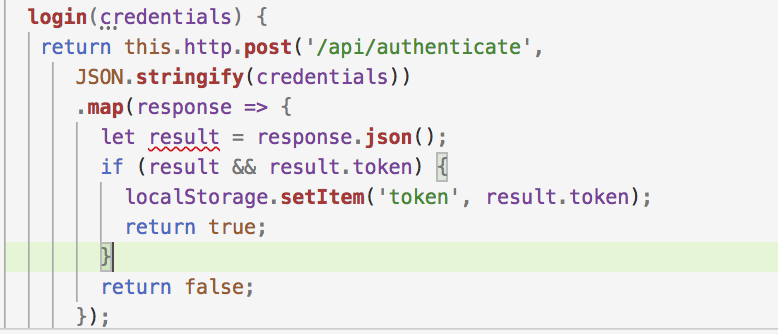 login(credentials) {
return this.http.post('/api/authenticate',
JSON.stringify(credentials))
.map(response => {
let result = response.json();
if (result && result.token) {
localStorage.setItem('token', result.token);
return true;
}
return false;
});